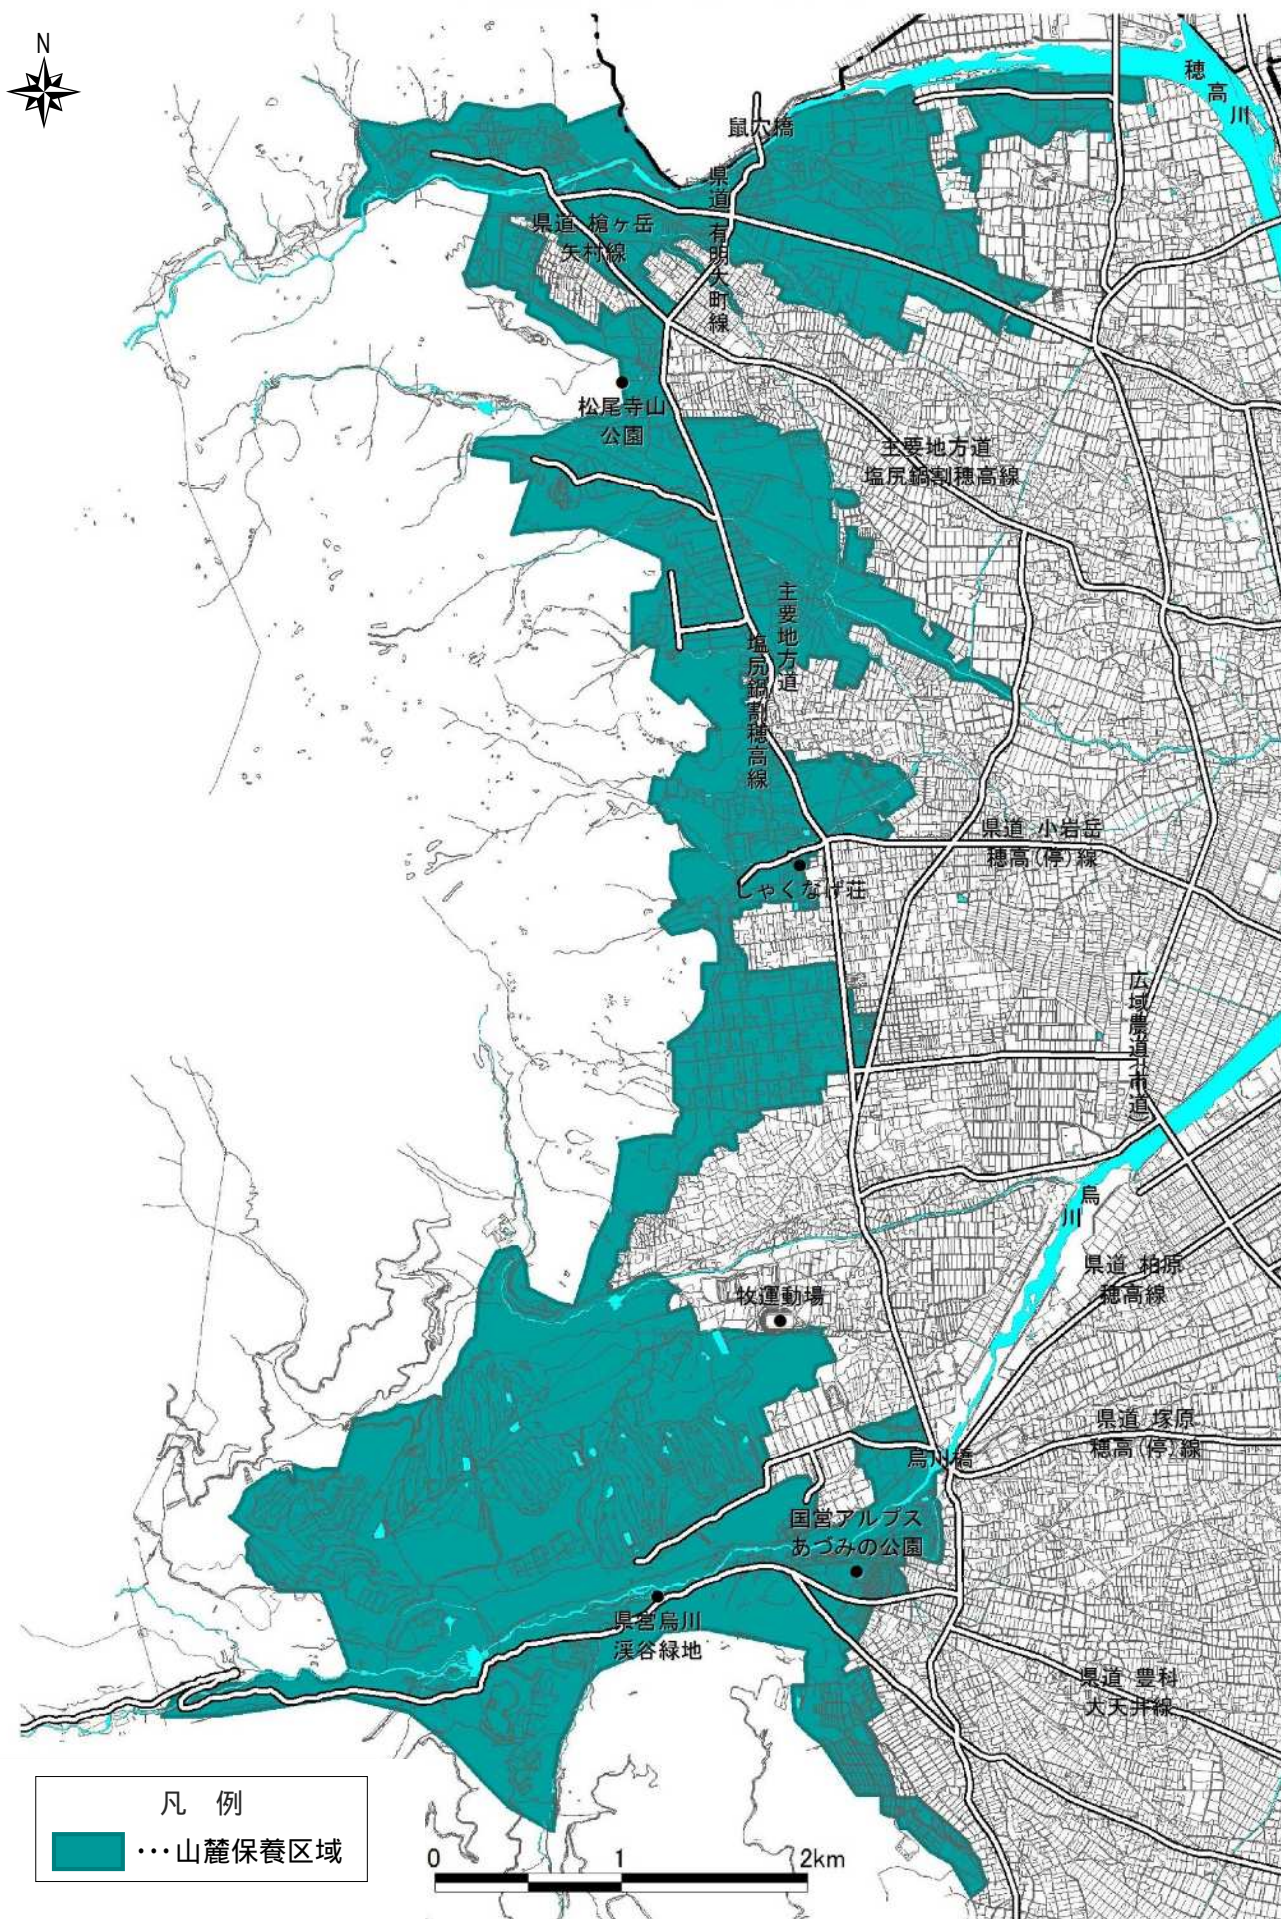 N
穂高川
鼠穴橋
県道 有明大町線
県道 槍ヶ岳
矢村線
松尾寺山
公園
主要地方道
塩尻鍋割穂高線
主要地方道
塩尻鍋割穂高線
県道 小岩岳
穂高(停)線
しゃくなげ荘
広域農道(市道)
烏川
県道 柏原
穂高線
牧運動場
県道 塚原
穂高(停)線
烏川橋
国営アルプス
あづみの公園
県営烏川
渓谷緑地
県道 豊科
大天井線
凡 例
・・・山麓保養区域
0 1 2km